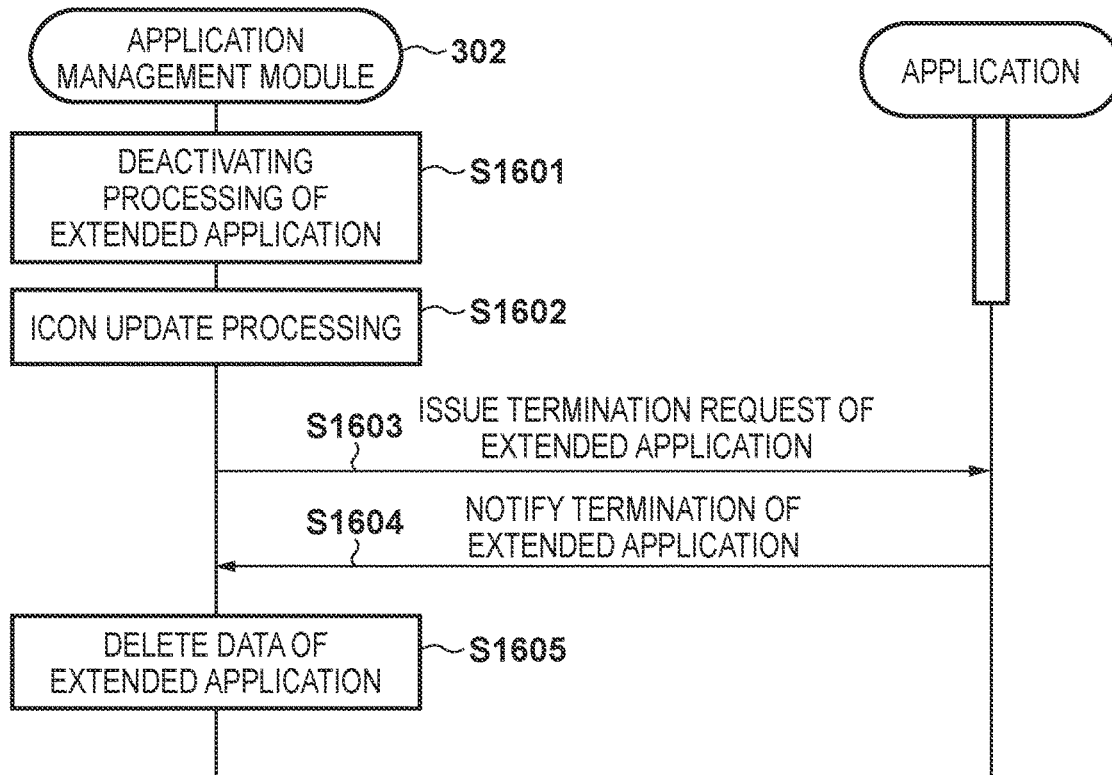 APPLICATION
MANAGEMENT MODULE
302
APPLICATION
DEACTIVATING
PROCESSING OF
EXTENDED APPLICATION
S1601
ICON UPDATE PROCESSING
S1602
S1603
ISSUE TERMINATION REQUEST OF
EXTENDED APPLICATION
S1604
NOTIFY TERMINATION OF
EXTENDED APPLICATION
DELETE DATA OF
EXTENDED APPLICATION
S1605